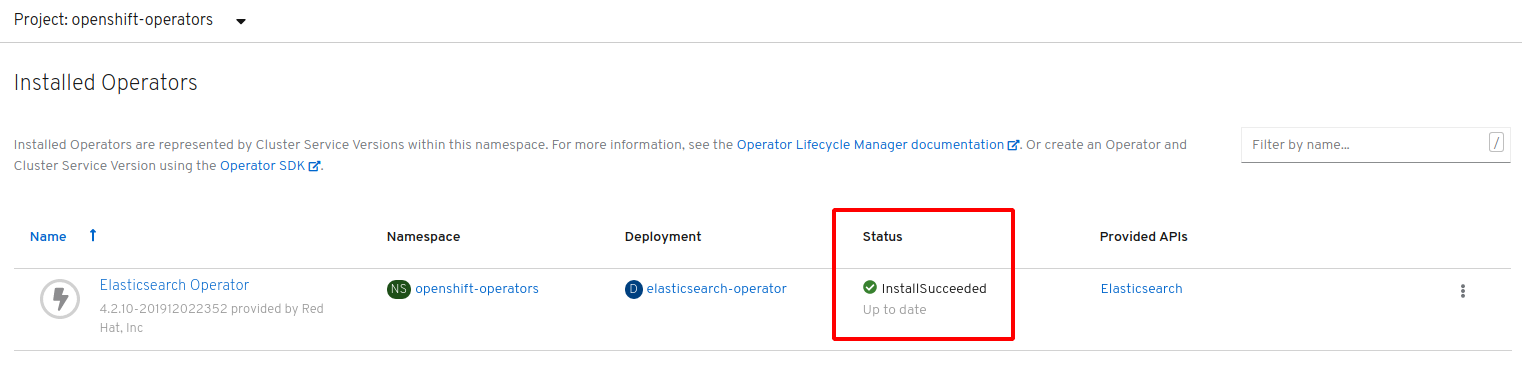 Project: openshift-operators
Installed Operators
Installed Operators are represented by Cluster Service Versions within this namespace. For more information, see the Operator Lifecycle Manager documentation. Or create an Operator and
Cluster Service Version using the Operator SDK.
Filter by name...
/
Name Namespace Deployment Status Provided APIs
Elasticsearch Operator NS openshift-operators D elasticsearch-operator InstallSucceeded Elasticsearch
4.2.10-201912022352 provided by Red Up to date
Hat, Inc